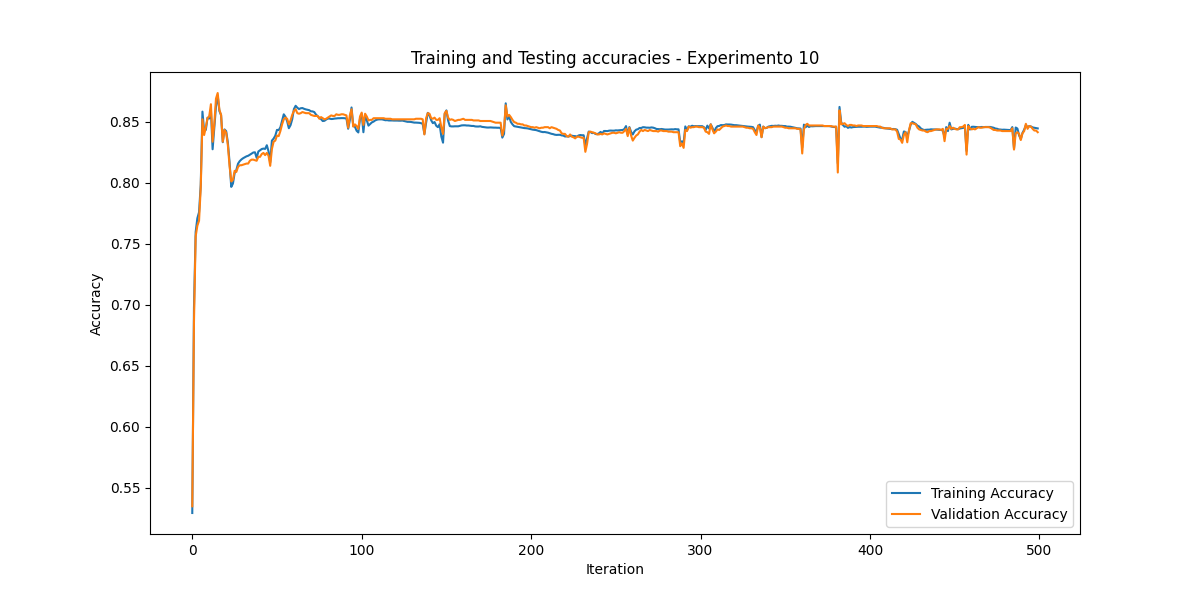 Training and Testing accuracies - Experimento 10
Accuracy
0.85
0.80
0.75
0.70
0.65
0.60
0.55
0
100
200
300
400
500
Iteration
Training Accuracy
Validation Accuracy